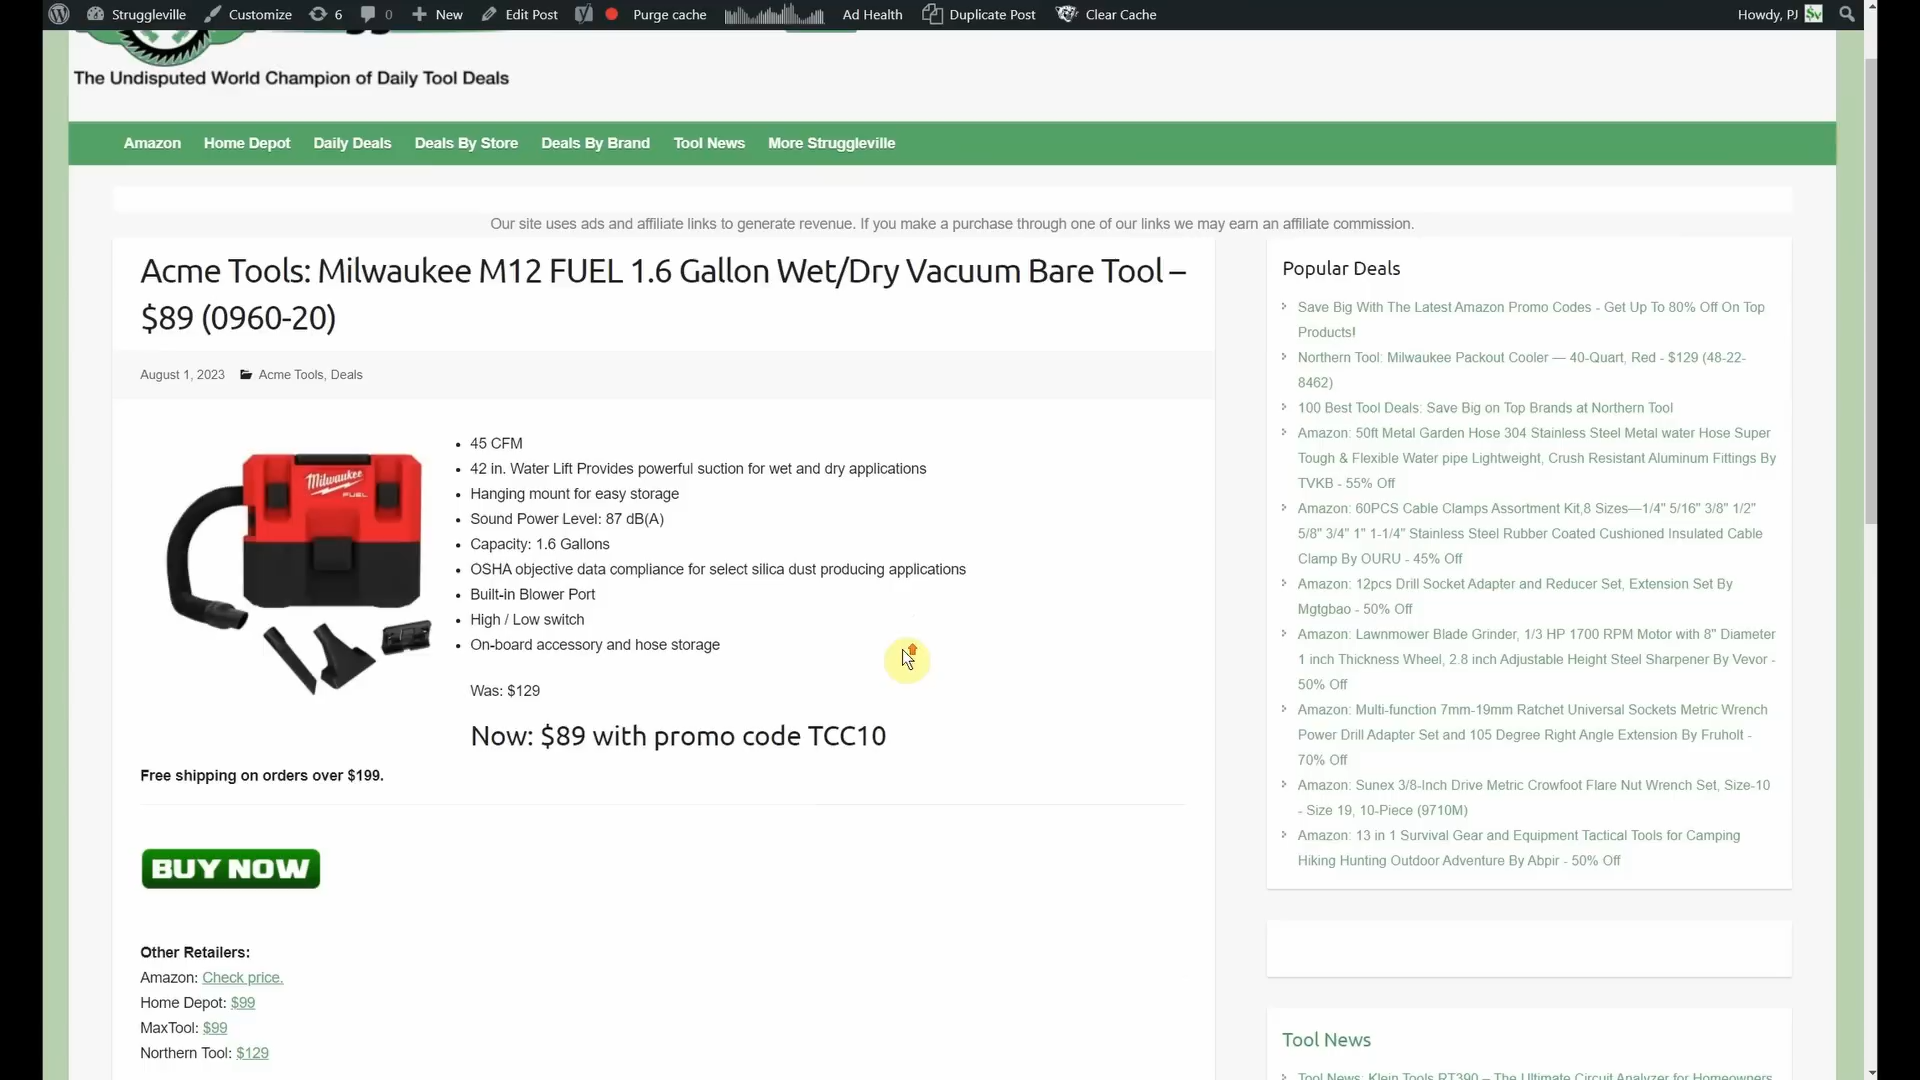 Struggleville Customize 6 0 New Edit Post Purge cache Ad Health Duplicate Post Clear Cache Howdy, PJ
The Undisputed World Champion of Daily Tool Deals
Amazon Home Depot Daily Deals Deals By Store Deals By Brand Tool News More Struggleville
Our site uses ads and affiliate links to generate revenue. If you make a purchase through one of our links we may earn an affiliate commission.
Acme Tools: Milwaukee M12 FUEL 1.6 Gallon Wet/Dry Vacuum Bare Tool –
$89 (0960-20)
August 1, 2023 Acme Tools, Deals
Milwaukee
FUEL
45 CFM
42 in. Water Lift Provides powerful suction for wet and dry applications
Hanging mount for easy storage
Sound Power Level: 87 dB(A)
Capacity: 1.6 Gallons
OSHA objective data compliance for select silica dust producing applications
Built-in Blower Port
High / Low switch
On-board accessory and hose storage
Was: $129
Now: $89 with promo code TCC10
Free shipping on orders over $199.
BUY NOW
Other Retailers:
Amazon: Check price.
Home Depot: $99
MaxTool: $99
Northern Tool: $129
Popular Deals
Save Big With The Latest Amazon Promo Codes - Get Up To 80% Off On Top
Products!
Northern Tool: Milwaukee Packout Cooler — 40-Quart, Red - $129 (48-22-
8462)
100 Best Tool Deals: Save Big on Top Brands at Northern Tool
Amazon: 50ft Metal Garden Hose 304 Stainless Steel Metal water Hose Super
Tough & Flexible Water pipe Lightweight, Crush Resistant Aluminum Fittings By
TVKB - 55% Off
Amazon: 60PCS Cable Clamps Assortment Kit,8 Sizes—1/4" 5/16" 3/8" 1/2"
5/8" 3/4" 1" 1-1/4" Stainless Steel Rubber Coated Cushioned Insulated Cable
Clamp By OURU - 45% Off
Amazon: 12pcs Drill Socket Adapter and Reducer Set, Extension Set By
Mgtgbao - 50% Off
Amazon: Lawnmower Blade Grinder, 1/3 HP 1700 RPM Motor with 8" Diameter
1 inch Thickness Wheel, 2.8 inch Adjustable Height Steel Sharpener By Vevor -
50% Off
Amazon: Multi-function 7mm-19mm Ratchet Universal Sockets Metric Wrench
Power Drill Adapter Set and 105 Degree Right Angle Extension By Fruholt -
70% Off
Amazon: Sunex 3/8-Inch Drive Metric Crowfoot Flare Nut Wrench Set, Size-10
- Size 19, 10-Piece (9710M)
Amazon: 13 in 1 Survival Gear and Equipment Tactical Tools for Camping
Hiking Hunting Outdoor Adventure By Abpir - 50% Off
Tool News
Tool News: Klein Tools RT390 – The Ultimate Circuit Analyzer for Homeowners